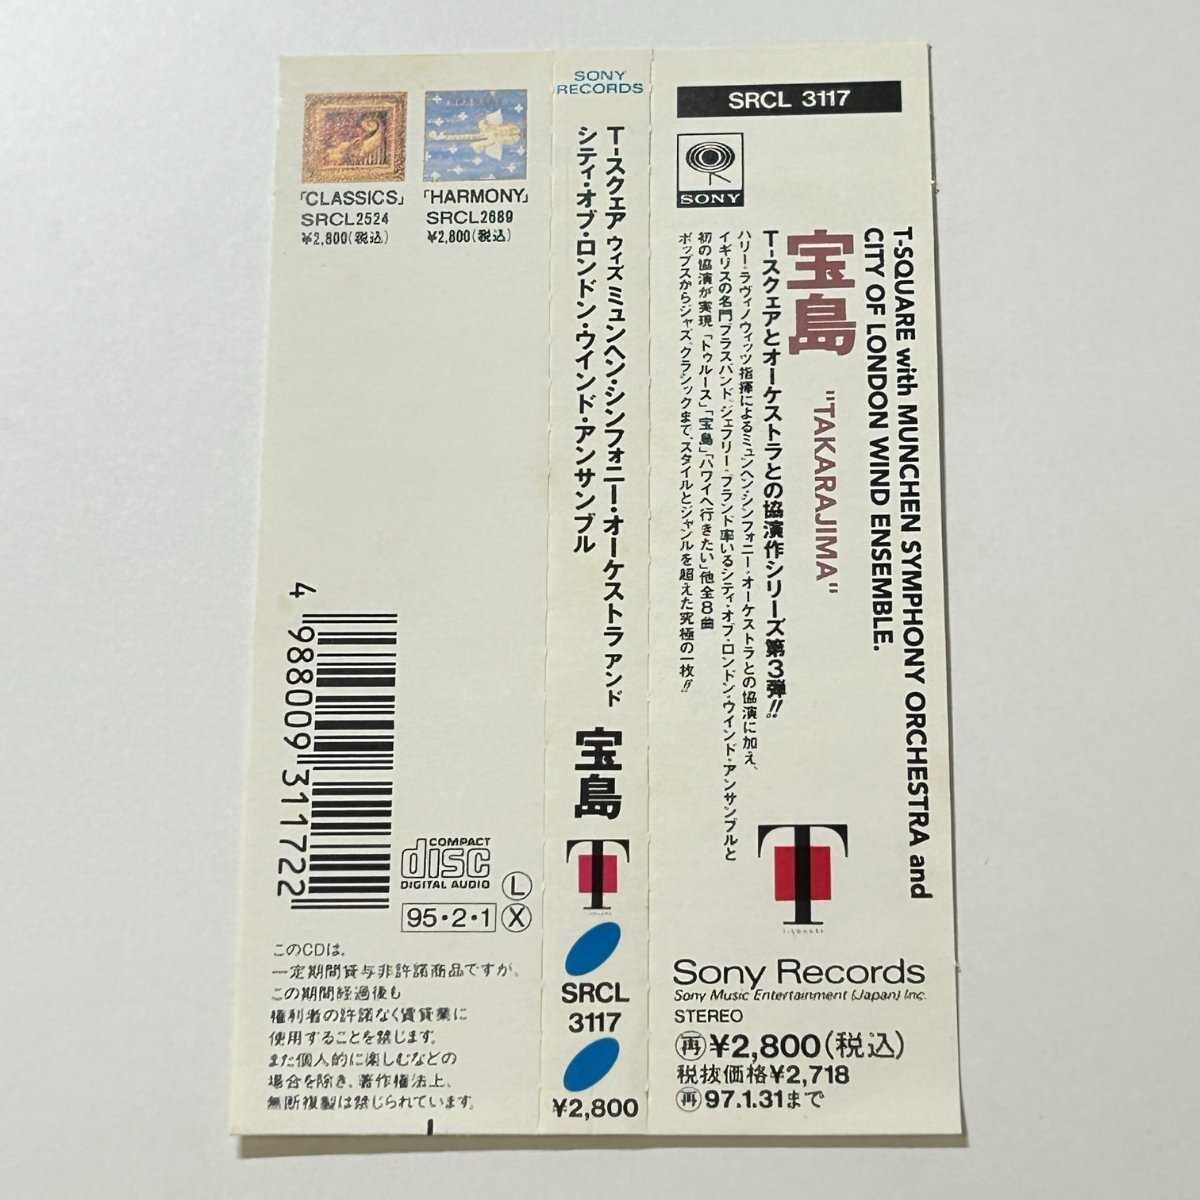 「CLASSICS」
SRCL2524
¥2,800(税込)
「HARMONY」
SRCL2689
¥2,800(税込)
4 988009 311722
COMPACT
disc
DIGITAL AUDIO
L
95・2・1
X
このCDは、
一定期間貸与非許諾商品ですが、
この期間経過後も
権利者の許諾なく賃貸業に
使用することを禁じます。
また個人的に楽しむなどの
場合を除き、著作権法上、
無断複製は禁じられています。
SONY
RECORDS
T-スクェア ウィズ ミュンヘン・シンフォニー・オーケストラ アンド
シティ・オブ・ロンドン・ウインド・アンサンブル
宝島
T
SRCL
3117
¥2,800
SRCL 3117
SONY
T-SQUARE with MUNCHEN SYMPHONY ORCHESTRA and
CITY OF LONDON WIND ENSEMBLE.
宝島 "TAKARAJIMA"
T-スクェアとオーケストラとの協演作シリーズ第3弾!!
ハリー・ラヴィノウィッツ指揮によるミュンヘン・シンフォニー・オーケストラとの協演に加え、
イギリスの名門ブラスバンド、ジェフリー・ブランド率いるシティ・オブ・ロンドン・ウインド・アンサンブルと
初の協演が実現「トゥルース」「宝島」「ハワイへ行きたい」他全8曲
ポップスからジャズ、クラシックまで、スタイルとジャンルを超えた究極の一枚!!
T
T-SQUARE
Sony Records
Sony Music Entertainment (Japan) Inc.
STEREO
再¥2,800(税込)
税抜価格¥2,718
再97.1.31まで